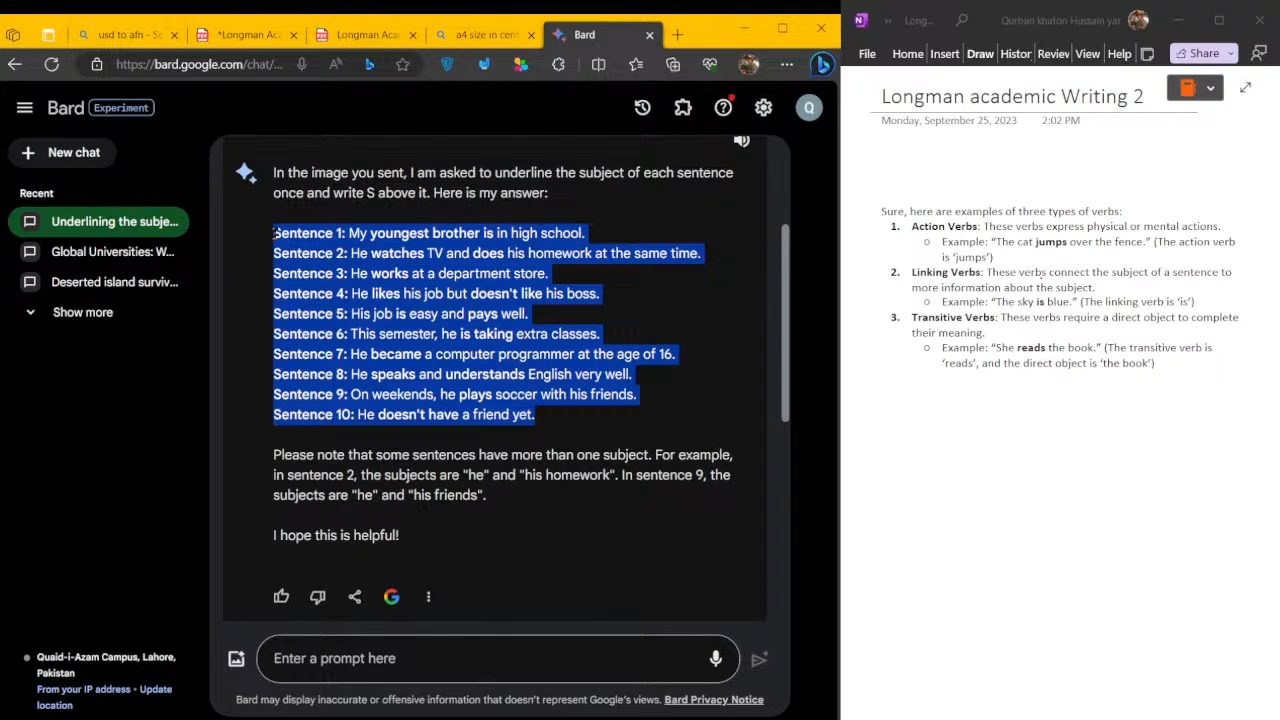 usd to afn - Se
*Longman Aca
Longman Aca
a4 size in cent
Bard
https://bard.google.com/chat/...
Bard Experiment
Q
New chat
Recent
Underlining the subje...
Global Universities: W...
Deserted island surviv...
Show more
Quaid-i-Azam Campus, Lahore,
Pakistan
From your IP address • Update
location
In the image you sent, I am asked to underline the subject of each sentence
once and write S above it. Here is my answer:
Sentence 1: My youngest brother is in high school.
Sentence 2: He watches TV and does his homework at the same time.
Sentence 3: He works at a department store.
Sentence 4: He likes his job but doesn't like his boss.
Sentence 5: His job is easy and pays well.
Sentence 6: This semester, he is taking extra classes.
Sentence 7: He became a computer programmer at the age of 16.
Sentence 8: He speaks and understands English very well.
Sentence 9: On weekends, he plays soccer with his friends.
Sentence 10: He doesn't have a friend yet.
Please note that some sentences have more than one subject. For example,
in sentence 2, the subjects are "he" and "his homework". In sentence 9, the
subjects are "he" and "his friends".
I hope this is helpful!
Enter a prompt here
Bard may display inaccurate or offensive information that doesn't represent Google's views. Bard Privacy Notice
Long...
Qurban khuton Hussain yar
File Home Insert Draw Histor Review View Help Share
Longman academic Writing 2
Monday, September 25, 2023 2:02 PM
Sure, here are examples of three types of verbs:
1. Action Verbs: These verbs express physical or mental actions.
○ Example: “The cat jumps over the fence.” (The action verb
is ‘jumps’)
2. Linking Verbs: These verbs connect the subject of a sentence to
more information about the subject.
○ Example: “The sky is blue.” (The linking verb is ‘is’)
3. Transitive Verbs: These verbs require a direct object to complete
their meaning.
○ Example: “She reads the book.” (The transitive verb is
‘reads’, and the direct object is ‘the book’)